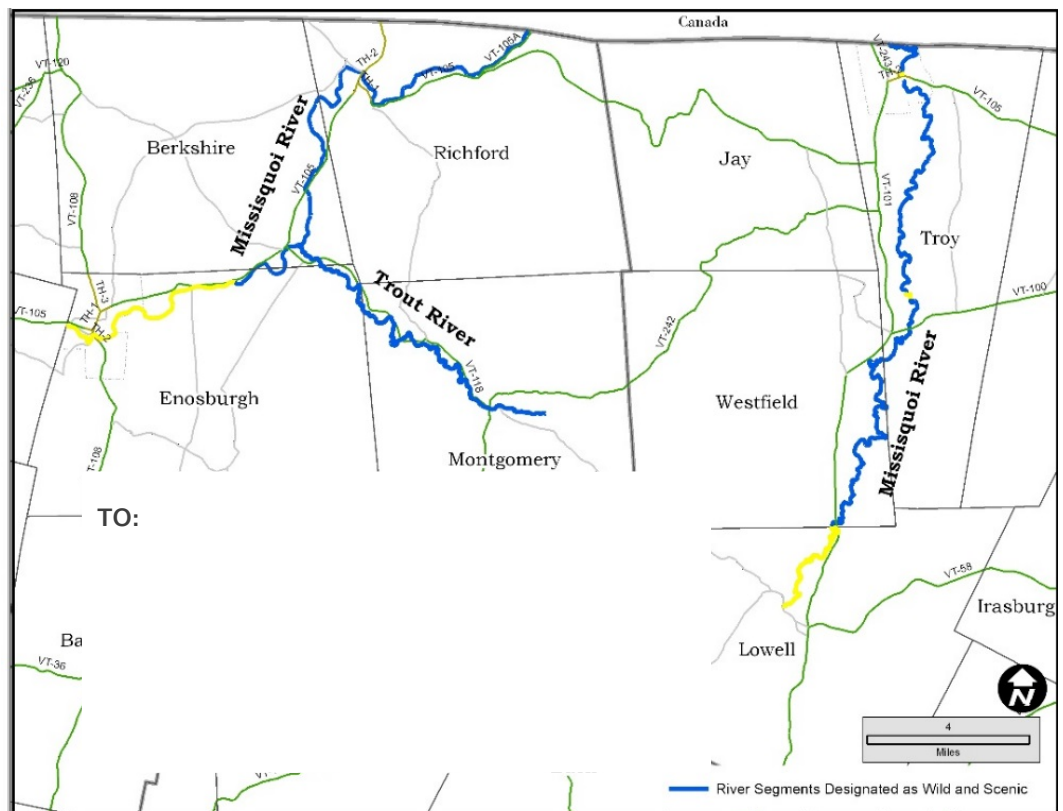 Canada
VT-120
VT-236
TH-2
TH-1
VT-105
VT-105A
VT-243
VT-105
Berkshire
Missisquoi River
Richford
Jay
VT-105
VT-101
VT-108
Troy
Trout River
TH-3
TH-1
VT-105
TH-2
VT-100
VT-242
Missisquoi River
VT-118
Enosburgh
Westfield
VT-108
Montgomery
TO:
VT-58
Irasburg
Ba
VT-36
Lowell
N
4
Miles
River Segments Designated as Wild and Scenic